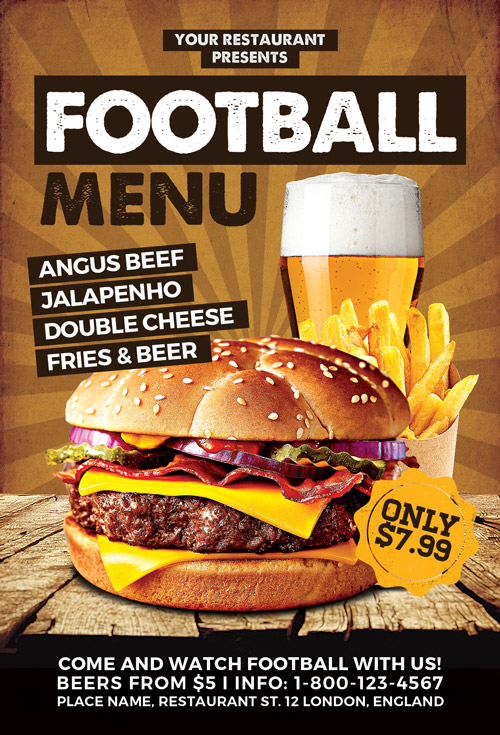 YOUR RESTAURANT
PRESENTS
FOOTBALL
MENU
ANGUS BEEF
JALAPENHO
DOUBLE CHEESE
FRIES & BEER
ONLY
$7.99
COME AND WATCH FOOTBALL WITH US!
BEERS FROM $5 I INFO: 1-800-123-4567
PLACE NAME, RESTAURANT ST. 12 LONDON, ENGLAND